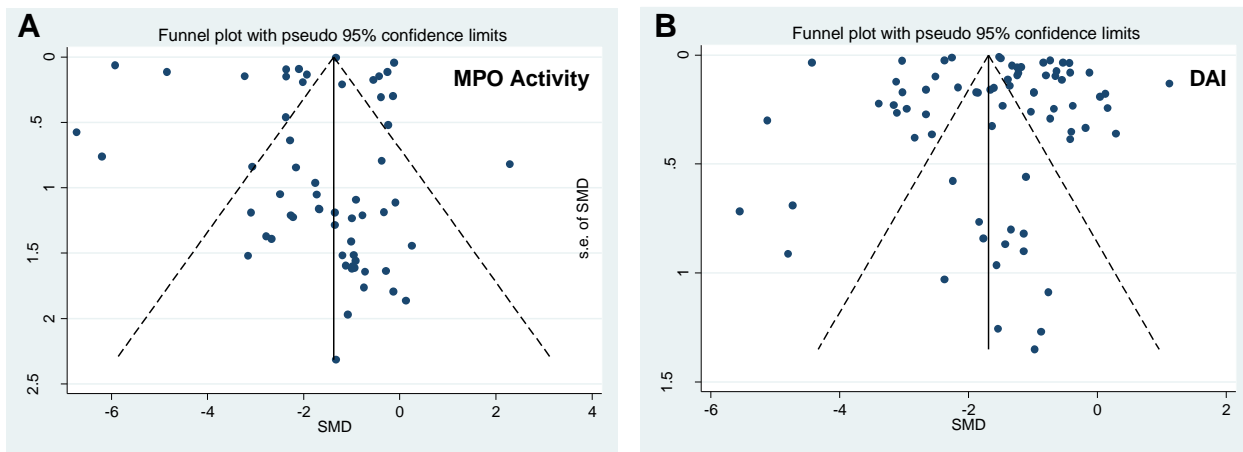 A
Funnel plot with pseudo 95% confidence limits
MPO Activity
0
.5
1
1.5
2
2.5
-6
-4
-2
0
2
4
SMD
B
Funnel plot with pseudo 95% confidence limits
DAI
s.e. of SMD
0
.5
1
1.5
-6
-4
-2
0
2
SMD